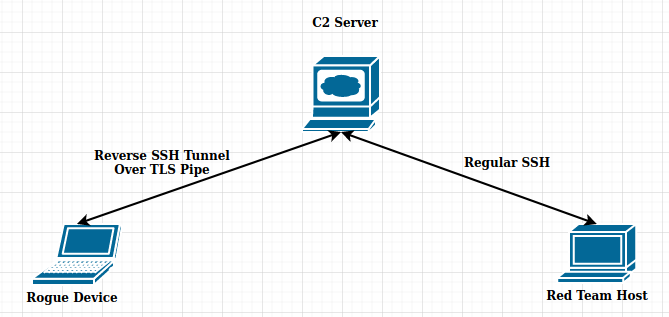 C2 Server
Reverse SSH Tunnel
Over TLS Pipe
Regular SSH
Rogue Device
Red Team Host